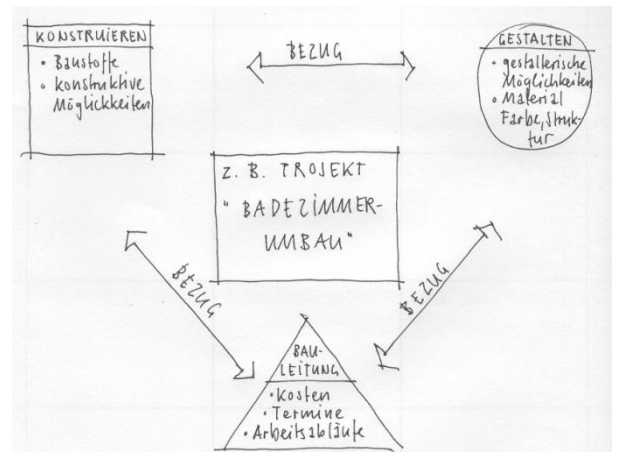 KONSTRUIEREN
• Baustoffe
• konstruktive
Möglichkeiten
BEZUG
GESTALTEN
• gestallerische
Möglichkeiten
• Material
Farbe, Struk-
tur
Z. B. PROJEKT
"BADEZIMMER-
UMBAU"
BEZUG
BEZUG
BAU-
LEITUNG
• Kosten
• Termine
• Arbeitsabläufe